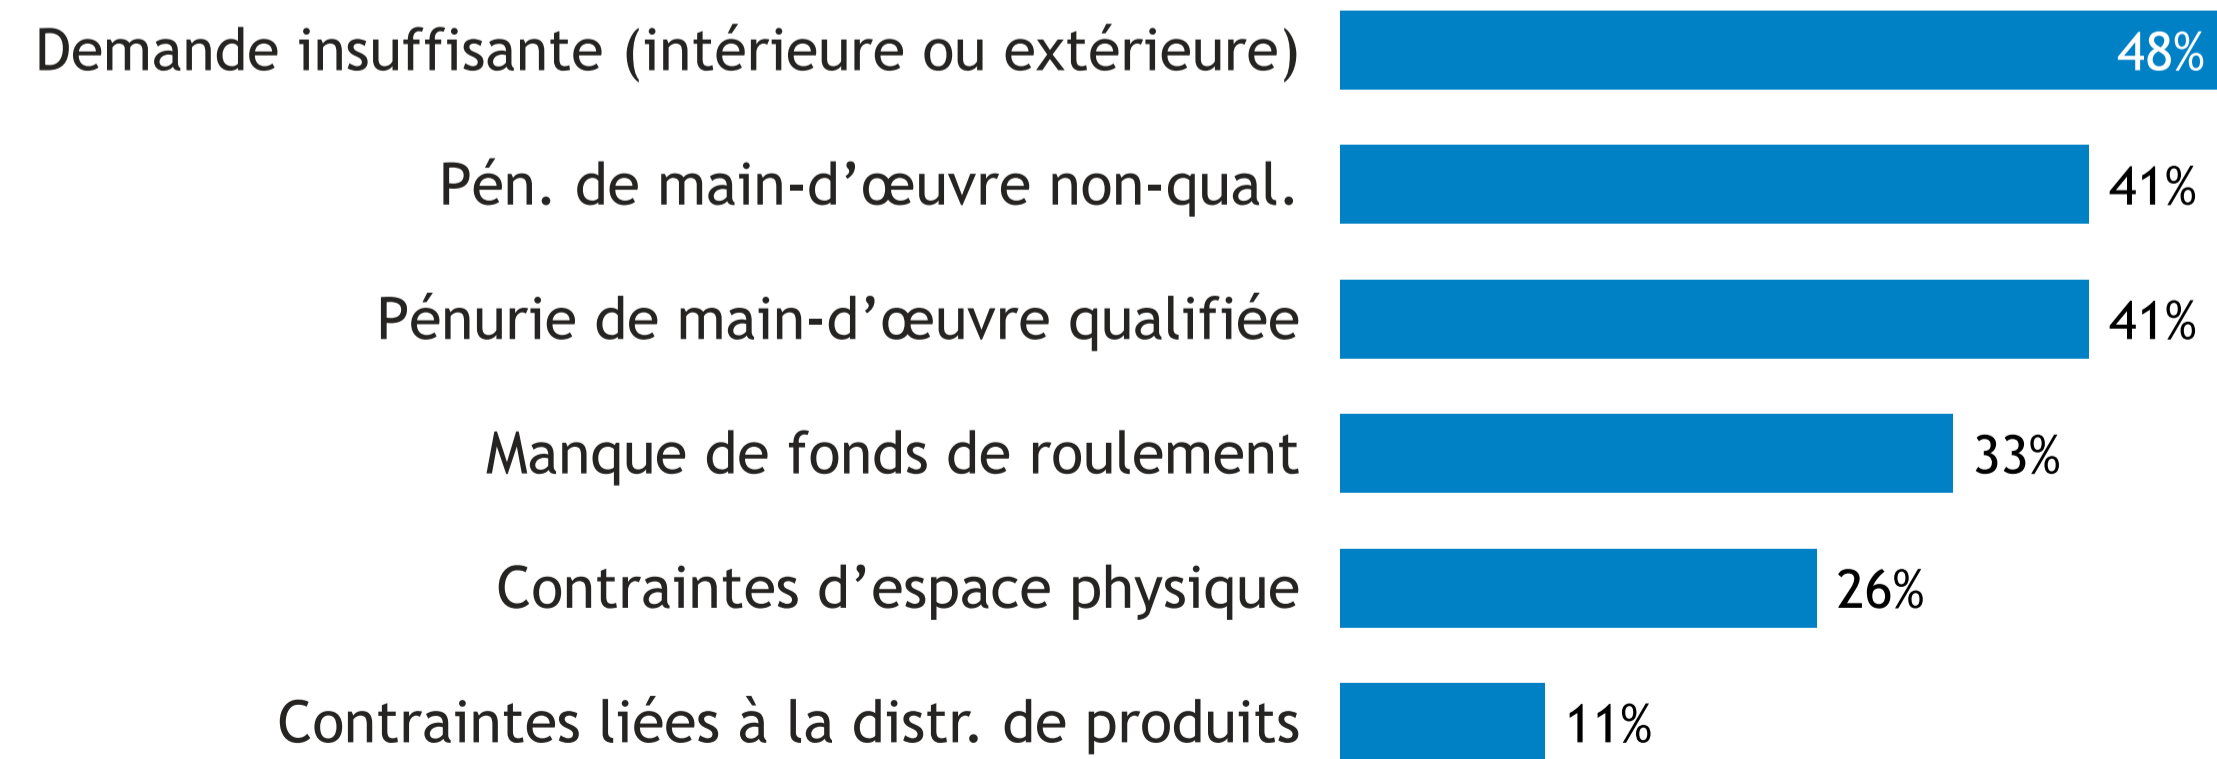 Demande insuffisante (intérieure ou extérieure) 48%
Pén. de main-d’œuvre non-qual. 41%
Pénurie de main-d’œuvre qualifiée 41%
Manque de fonds de roulement 33%
Contraintes d’espace physique 26%
Contraintes liées à la distr. de produits 11%